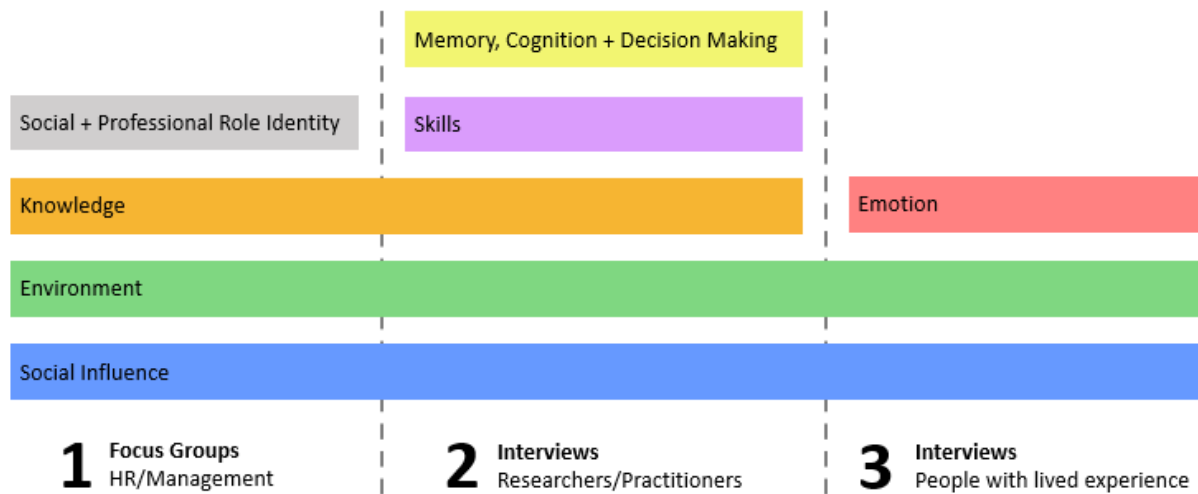 Memory, Cognition + Decision Making
Social + Professional Role Identity
Skills
Knowledge
Emotion
Environment
Social Influence
1
Focus Groups
HR/Management
2
Interviews
Researchers/Practitioners
3
Interviews
People with lived experience